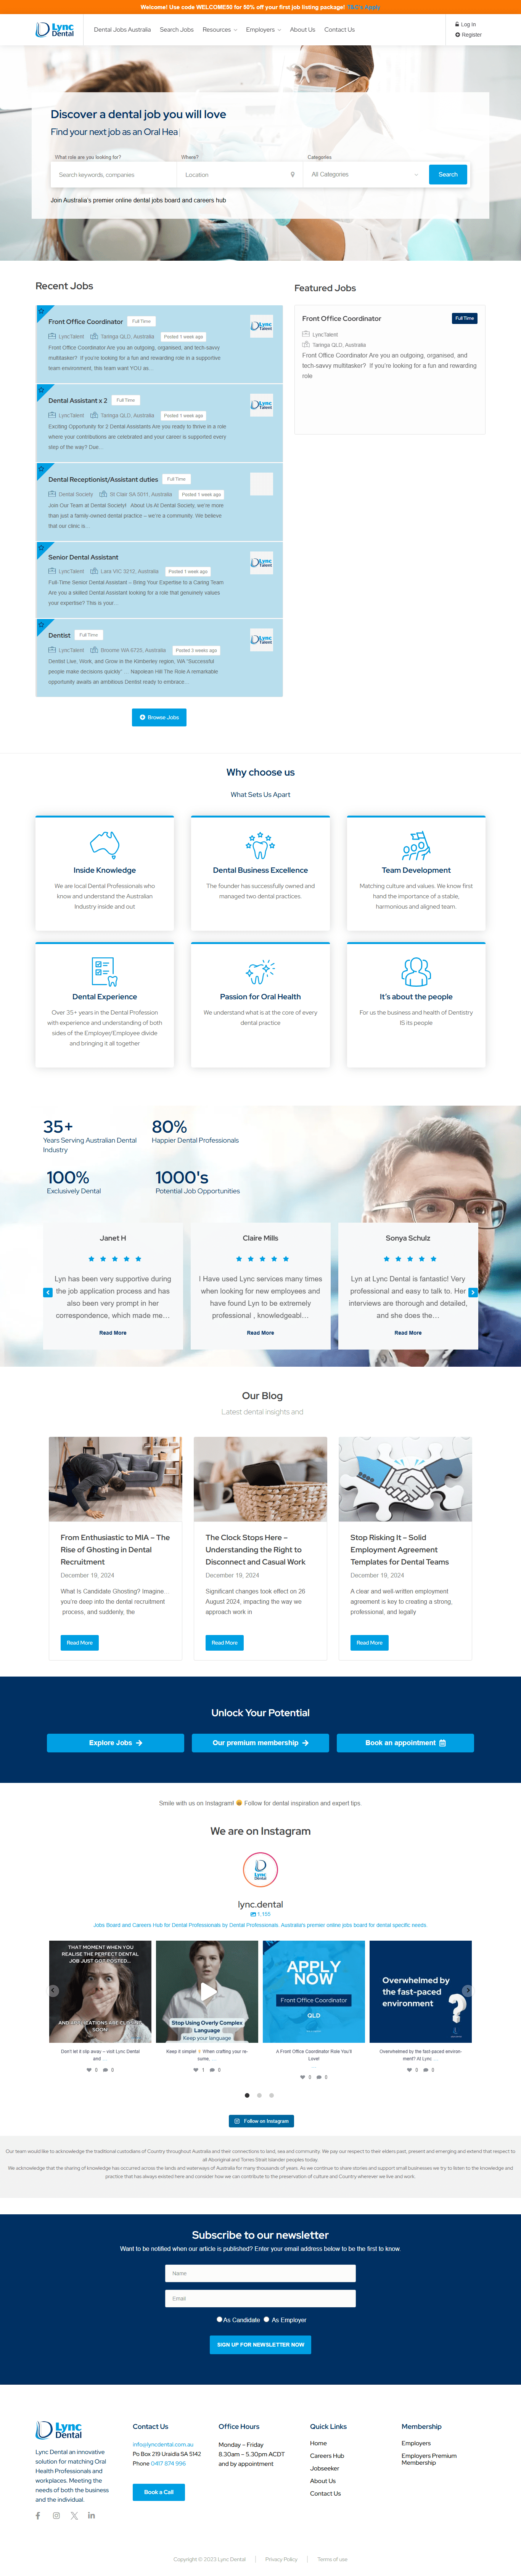 Welcome! Use code WELCOME50 for 50% off your first job listing package! T&C's Apply
Lync
Dental
Dental Jobs Australia
Search Jobs
Resources
Employers
About Us
Contact Us
Log In
Register
Discover a dental job you will love
Find your next job as an Oral Hea
What role are you looking for?
Where?
Categories
Search keywords, companies
Location
All Categories
Search
Join Australia's premier online dental jobs board and careers hub
Recent Jobs
Front Office Coordinator
Full Time
LyncTalent
Taringa QLD, Australia
Posted 1 week ago
Front Office Coordinator Are you an outgoing, organised, and tech-savvy
multitasker? If you're looking for a fun and rewarding role in a supportive
team environment, this team want YOU as...
Dental Assistant x 2
Full Time
LyncTalent
Taringa QLD, Australia
Posted 1 week ago
Exciting Opportunity for 2 Dental Assistants Are you ready to thrive in a role
where your contributions are celebrated and your career is supported every
step of the way? Due...
Dental Receptionist/Assistant duties
Full Time
Dental Society
St Clair SA 5011, Australia
Posted 1 week ago
Join Our Team at Dental Society! About Us At Dental Society, we're more
than just a family-owned dental practice – we're a community. We believe
that our clinic is...
Senior Dental Assistant
LyncTalent
Lara VIC 3212, Australia
Posted 1 week ago
Full-Time Senior Dental Assistant – Bring Your Expertise to a Caring Team
Are you a skilled Dental Assistant looking for a role that genuinely values
your expertise? This is your...
Dentist
Full Time
LyncTalent
Broome WA 6725, Australia
Posted 3 weeks ago
Dentist Live, Work, and Grow in the Kimberley region, WA "Successful
people make decisions quickly" ... Napolean Hill The Role A remarkable
opportunity awaits an ambitious Dentist ready to embrace...
Browse Jobs
Featured Jobs
Front Office Coordinator
Full Time
LyncTalent
Taringa QLD, Australia
Front Office Coordinator Are you an outgoing, organised, and
tech-savvy multitasker? If you're looking for a fun and rewarding
role
Why choose us
What Sets Us Apart
Inside Knowledge
We are local Dental Professionals who
know and understand the Australian
Industry inside and out
Dental Business Excellence
The founder has successfully owned and
managed two dental practices.
Team Development
Matching culture and values. We know first
hand the importance of a stable,
harmonious and aligned team.
Dental Experience
Over 35+ years in the Dental Profession
with experience and understanding of both
sides of the Employer/Employee divide
and bringing it all together
Passion for Oral Health
We understand what is at the core of every
dental practice
It's about the people
For us the business and health of Dentistry
IS its people
35+
Years Serving Australian Dental
Industry
80%
Happier Dental Professionals
100%
Exclusively Dental
1000's
Potential Job Opportunities
Janet H
Lyn has been very supportive during
the job application process and has
also been very prompt in her
correspondence, which made me...
Read More
Claire Mills
I Have used Lync services many times
when looking for new employees and
have found Lyn to be extremely
professional , knowledgeabl...
Read More
Sonya Schulz
Lyn at Lync Dental is fantastic! Very
professional and easy to talk to. Her
interviews are thorough and detailed,
and she does the...
Read More
Our Blog
Latest dental insights and
From Enthusiastic to MIA – The
Rise of Ghosting in Dental
Recruitment
December 19, 2024
What Is Candidate Ghosting? Imagine...
you're deep into the dental recruitment
process, and suddenly, the
Read More
The Clock Stops Here –
Understanding the Right to
Disconnect and Casual Work
December 19, 2024
Significant changes took effect on 26
August 2024, impacting the way we
approach work in
Read More
Stop Risking It – Solid
Employment Agreement
Templates for Dental Teams
December 19, 2024
A clear and well-written employment
agreement is key to creating a strong,
professional, and legally
Read More
Unlock Your Potential
Explore Jobs
Our premium membership
Book an appointment
Smile with us on Instagram! 😀 Follow for dental inspiration and expert tips.
We are on Instagram
Lync
Dental
lync.dental
1,155
Jobs Board and Careers Hub for Dental Professionals by Dental Professionals. Australia's premier online jobs board for dental specific needs.
THAT MOMENT WHEN YOU
REALISE THE PERFECT DENTAL
JOB JUST GOT POSTED...
AND APPLICATIONS ARE CLOSING
SOON
Stop Using Overly Complex
Language
Keep your language
APPLY
NOW
Front Office Coordinator
QLD
Overwhelmed by
the fast-paced
environment
?
Don't let it slip away – visit Lync Dental
and ...
0 0
Keep it simple! When crafting your re-
sume, ...
1 0
A Front Office Coordinator Role You'll
Love!
0 0
Overwhelmed by the fast-paced environ-
ment? At Lync ...
0 0
Follow on Instagram
Our team would like to acknowledge the traditional custodians of Country throughout Australia and their connections to land, sea and community. We pay our respect to their elders past, present and emerging and extend that respect to
all Aboriginal and Torres Strait Islander peoples today.
We acknowledge that the sharing of knowledge has occurred across the lands and waterways of Australia for many thousands of years. As we continue to share stories and support small businesses we try to listen to the knowledge and
practice that has always existed here and consider how we can contribute to the preservation of culture and Country wherever we live and work.
Subscribe to our newsletter
Want to be notified when our article is published? Enter your email address below to be the first to know.
Name
Email
As Candidate
As Employer
SIGN UP FOR NEWSLETTER NOW
Lync
Dental
Lync Dental an innovative
solution for matching Oral
Health Professionals and
workplaces. Meeting the
needs of both the business
and the individual.
Contact Us
info@lyncdental.com.au
Po Box 219 Uraidla SA 5142
Phone 0417 874 996
Book a Call
Office Hours
Monday – Friday
8.30am – 5.30pm ACDT
and by appointment
Quick Links
Home
Careers Hub
Jobseeker
About Us
Contact Us
Membership
Employers
Employers Premium
Membership
Copyright © 2023 Lync Dental
Privacy Policy
Terms of use